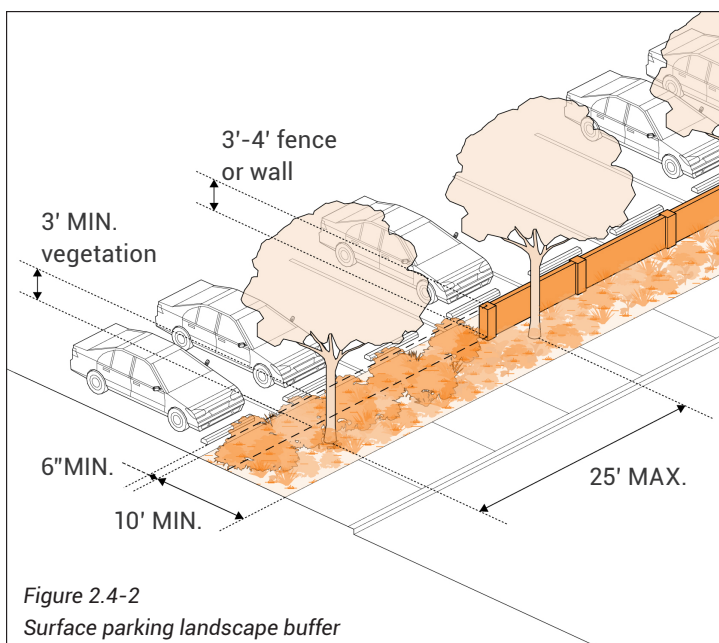 3'-4' fence
or wall
3' MIN.
vegetation
6"MIN.
10' MIN.
25' MAX.
Figure 2.4-2
Surface parking landscape buffer